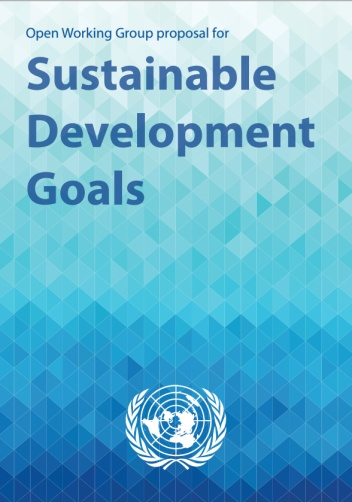 Open Working Group proposal for
Sustainable
Development
Goals